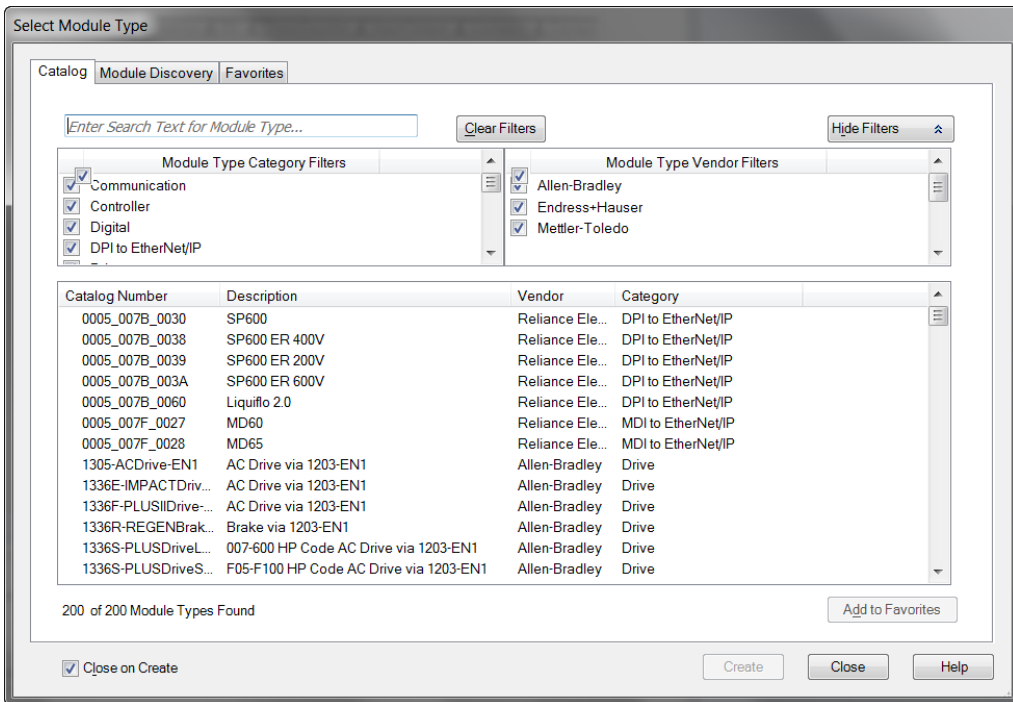 Select Module Type
Catalog Module Discovery Favorites
Enter Search Text for Module Type... Clear Filters Hide Filters
Module Type Category Filters Module Type Vendor Filters
Communication Allen-Bradley
Controller Endress+Hauser
Digital Mettler-Toledo
DPI to EtherNet/IP
Catalog Number Description Vendor Category
0005_007B_0030 SP600 Reliance Ele... DPI to EtherNet/IP
0005_007B_0038 SP600 ER 400V Reliance Ele... DPI to EtherNet/IP
0005_007B_0039 SP600 ER 200V Reliance Ele... DPI to EtherNet/IP
0005_007B_003A SP600 ER 600V Reliance Ele... DPI to EtherNet/IP
0005_007B_0060 Liquiflo 2.0 Reliance Ele... DPI to EtherNet/IP
0005_007F_0027 MD60 Reliance Ele... MDI to EtherNet/IP
0005_007F_0028 MD65 Reliance Ele... MDI to EtherNet/IP
1305-ACDrive-EN1 AC Drive via 1203-EN1 Allen-Bradley Drive
1336E-IMPACTDriv... AC Drive via 1203-EN1 Allen-Bradley Drive
1336F-PLUSIIDrive-... AC Drive via 1203-EN1 Allen-Bradley Drive
1336R-REGENBrak... Brake via 1203-EN1 Allen-Bradley Drive
1336S-PLUSDriveL... 007-600 HP Code AC Drive via 1203-EN1 Allen-Bradley Drive
1336S-PLUSDriveS... F05-F100 HP Code AC Drive via 1203-EN1 Allen-Bradley Drive
200 of 200 Module Types Found Add to Favorites
Close on Create Create Close Help